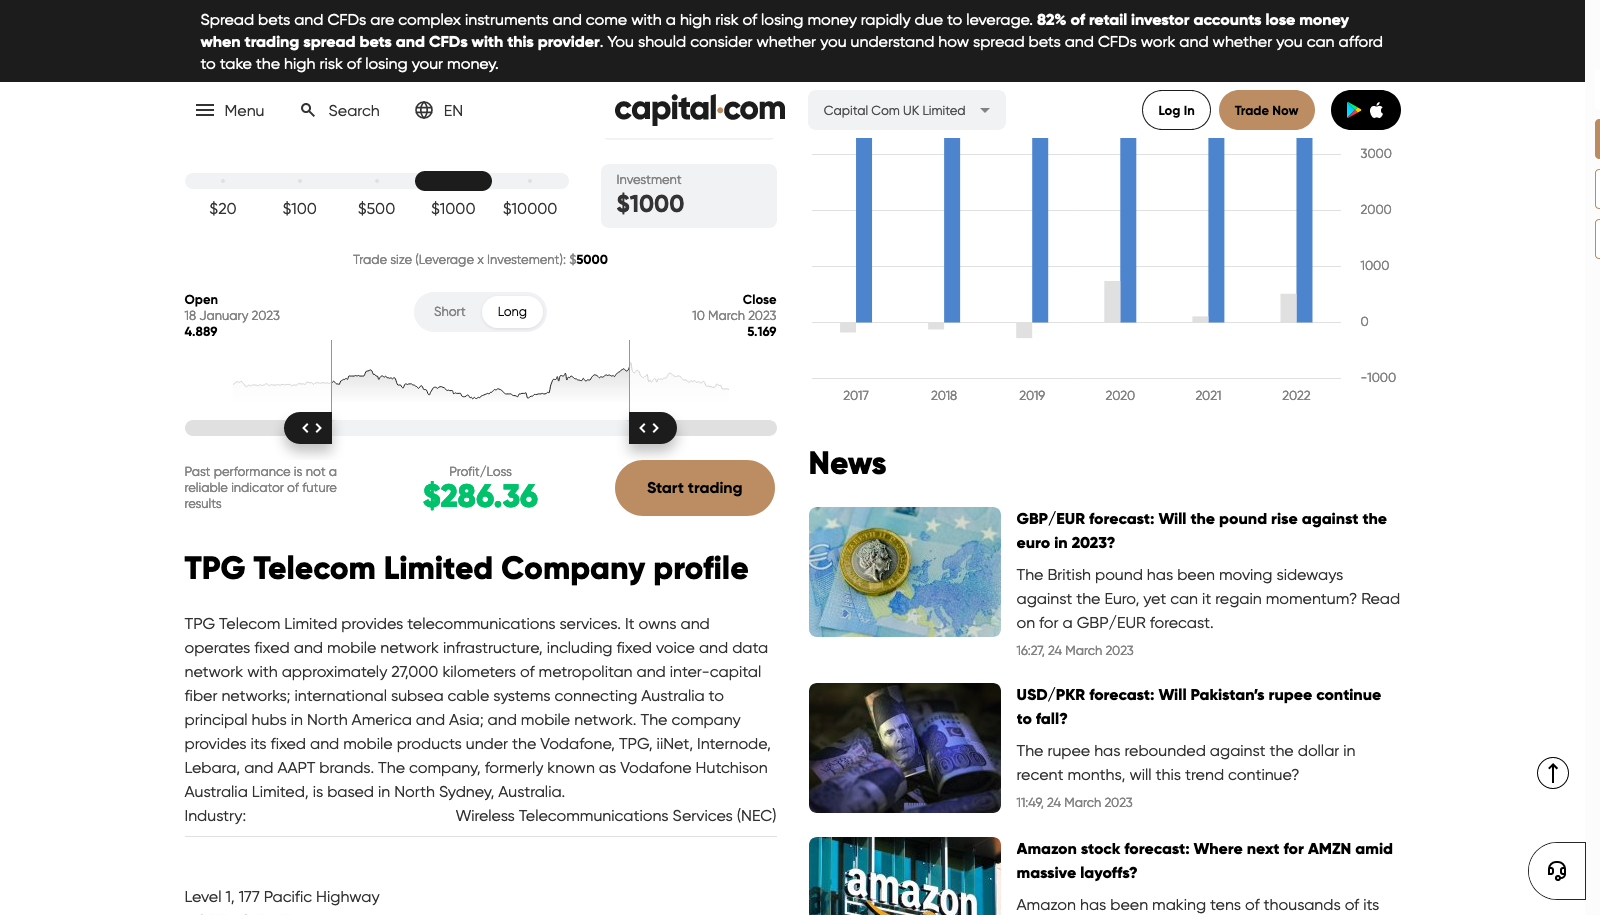 Spread bets and CFDs are complex instruments and come with a high risk of losing money rapidly due to leverage. 82% of retail investor accounts lose money
when trading spread bets and CFDs with this provider. You should consider whether you understand how spread bets and CFDs work and whether you can afford
to take the high risk of losing your money.
Menu
Search
EN
capital.com
Capital Com UK Limited
Log In
Trade Now
$20
$100
$500
$1000
$10000
Investment
$1000
Trade size (Leverage x Investement): $5000
Open
18 January 2023
4.889
Short
Long
Close
10 March 2023
5.169
Past performance is not a
reliable indicator of future
results
Profit/Loss
$286.36
Start trading
TPG Telecom Limited Company profile
TPG Telecom Limited provides telecommunications services. It owns and
operates fixed and mobile network infrastructure, including fixed voice and data
network with approximately 27,000 kilometers of metropolitan and inter-capital
fiber networks; international subsea cable systems connecting Australia to
principal hubs in North America and Asia; and mobile network. The company
provides its fixed and mobile products under the Vodafone, TPG, iiNet, Internode,
Lebara, and AAPT brands. The company, formerly known as Vodafone Hutchison
Australia Limited, is based in North Sydney, Australia.
Industry:
Wireless Telecommunications Services (NEC)
Level 1, 177 Pacific Highway
3000
2000
1000
0
-1000
2017
2018
2019
2020
2021
2022
News
GBP/EUR forecast: Will the pound rise against the
euro in 2023?
The British pound has been moving sideways
against the Euro, yet can it regain momentum? Read
on for a GBP/EUR forecast.
16:27, 24 March 2023
USD/PKR forecast: Will Pakistan’s rupee continue
to fall?
The rupee has rebounded against the dollar in
recent months, will this trend continue?
11:49, 24 March 2023
amazon
Amazon stock forecast: Where next for AMZN amid
massive layoffs?
Amazon has been making tens of thousands of its